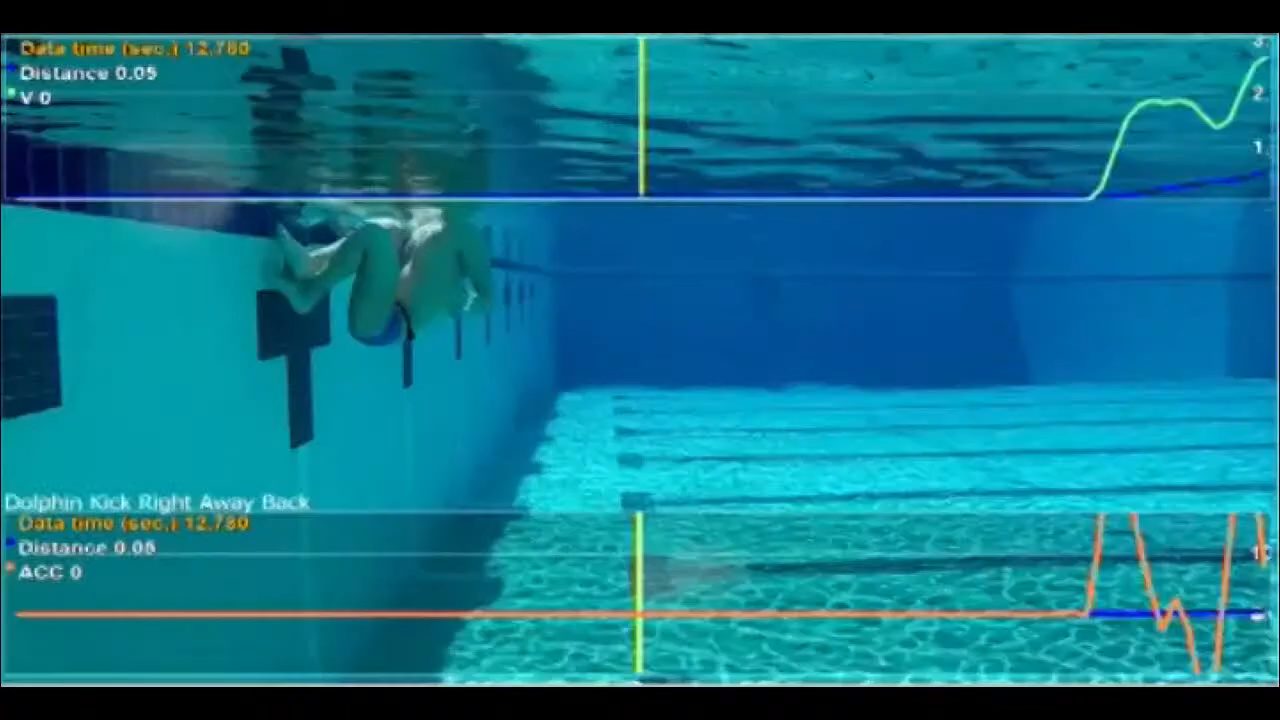 Data time (sec.) 12,780
Distance 0.05
V 0
3
2
1
Dolphin Kick Right Away Back
Data time (sec.) 12,780
Distance 0.05
ACC 0